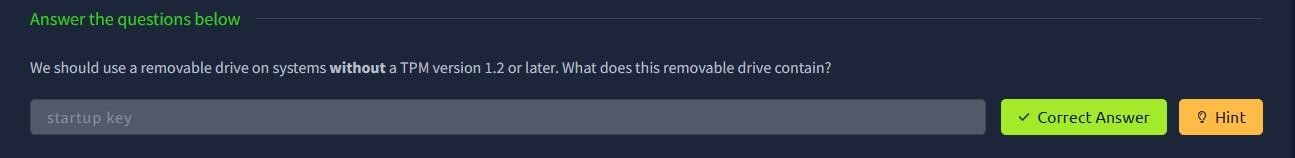 Answer the questions below
We should use a removable drive on systems without a TPM version 1.2 or later. What does this removable drive contain?
startup key
Correct Answer
Hint